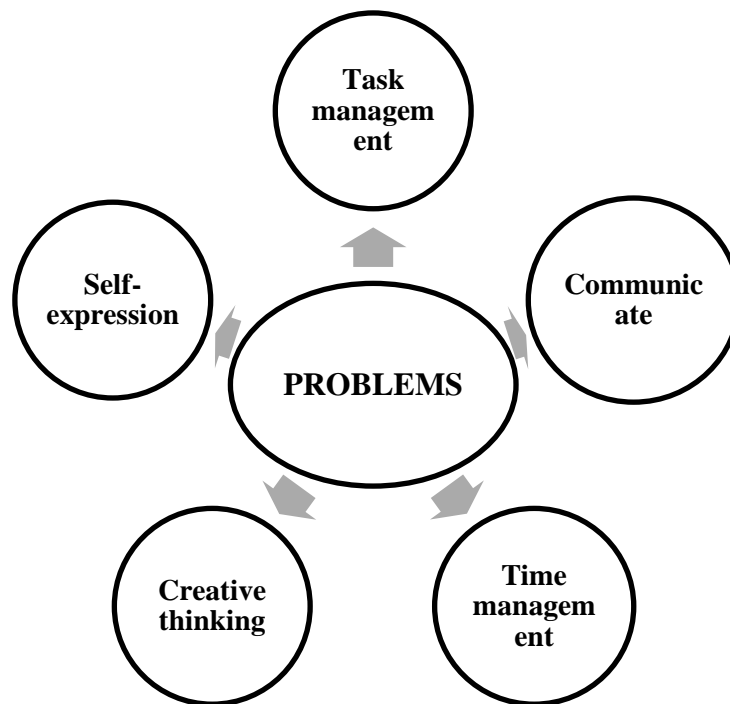 Task
managem
ent
Self-
expression
Communic
ate
PROBLEMS
Creative
thinking
Time
managem
ent